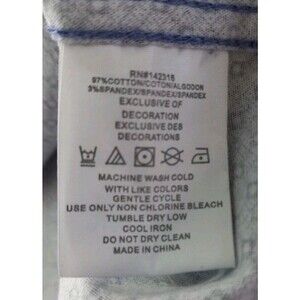 RN#142316
97%COTTON/COTON/ALGODON
3%SPANDEX/SPANDEX/SPANDEX
EXCLUSIVE OF
DECORATION
EXCLUSIVE DES
DECORATIONS
MACHINE WASH COLD
WITH LIKE COLORS
GENTLE CYCLE
USE ONLY NON CHLORINE BLEACH
TUMBLE DRY LOW
COOL IRON
DO NOT DRY CLEAN
MADE IN CHINA